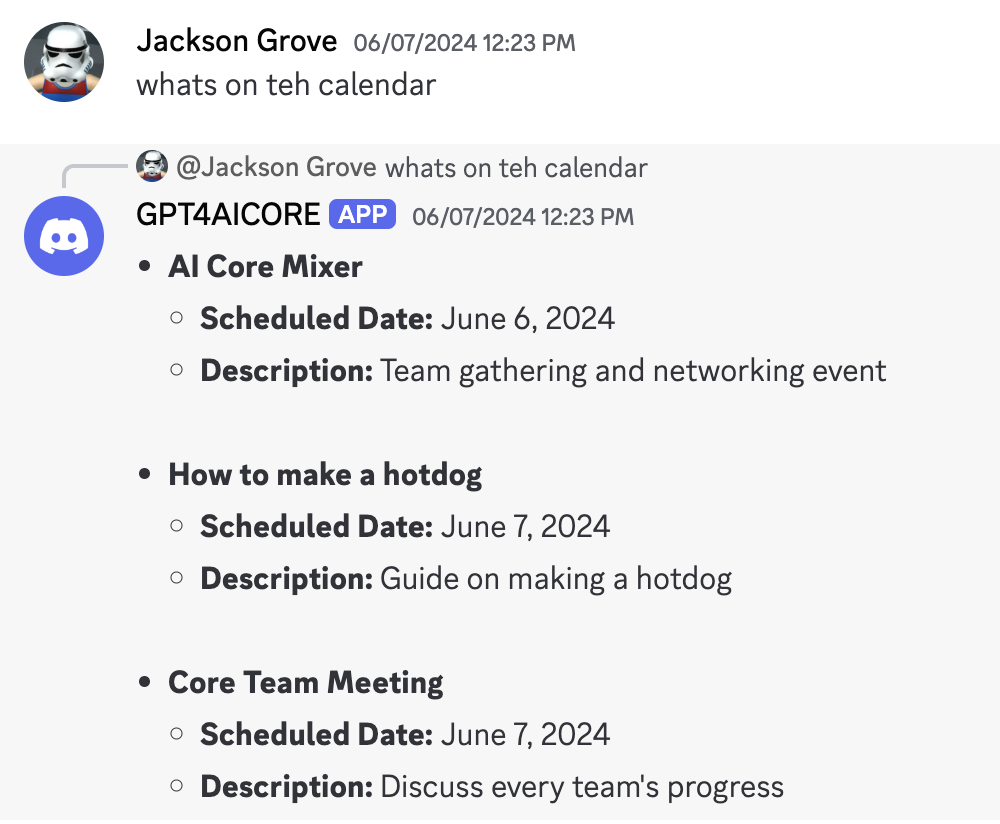 Jackson Grove 06/07/2024 12:23 PM
whats on teh calendar
@Jackson Grove whats on teh calendar
GPT4AICORE APP 06/07/2024 12:23 PM
• AI Core Mixer
○ Scheduled Date: June 6, 2024
○ Description: Team gathering and networking event
• How to make a hotdog
○ Scheduled Date: June 7, 2024
○ Description: Guide on making a hotdog
• Core Team Meeting
○ Scheduled Date: June 7, 2024
○ Description: Discuss every team's progress